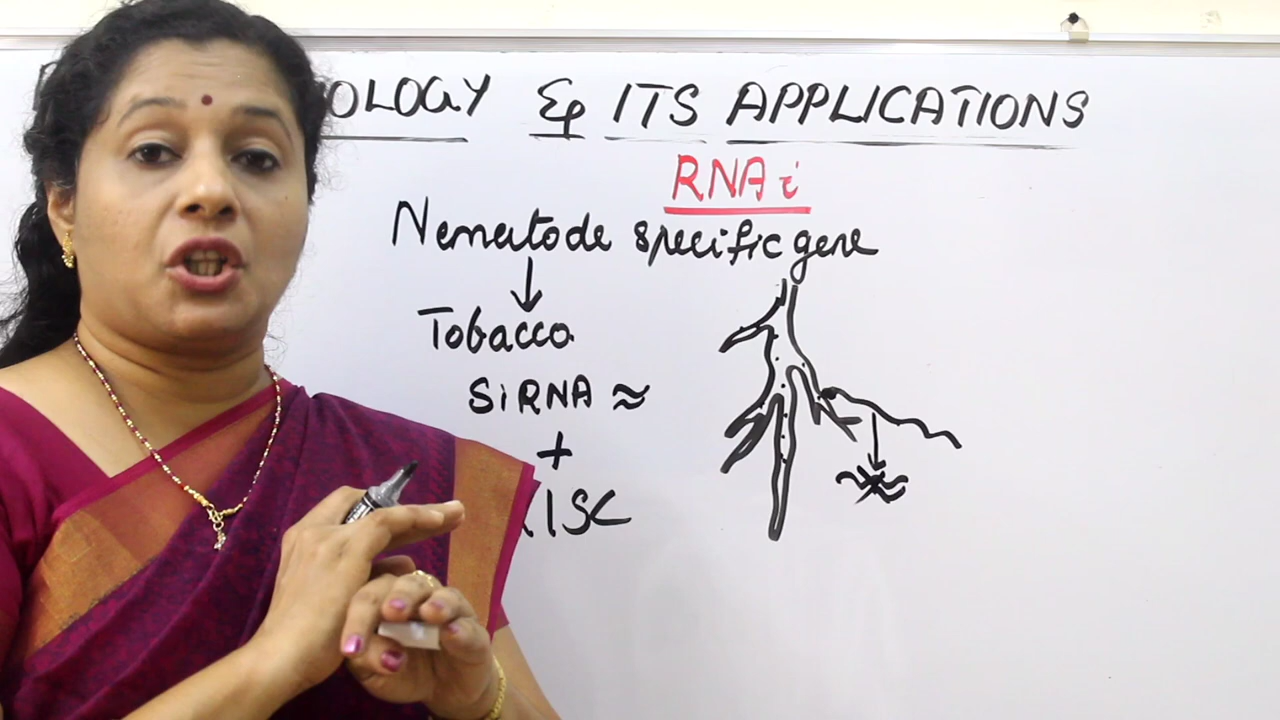 OLOGY & ITS APPLICATIONS
RNAi
Nematode specific gene
Tobacco
SiRNA
+
ISC